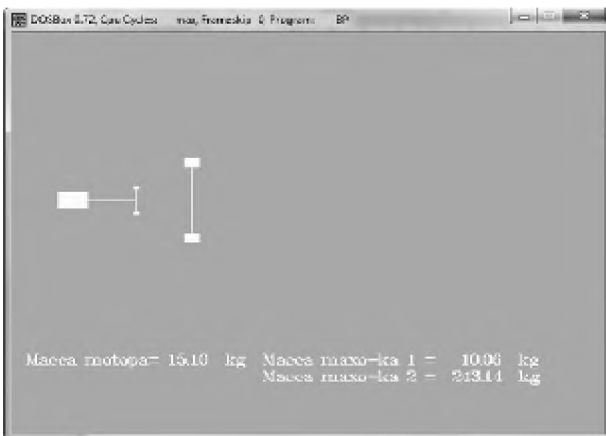 DOSBox 0.72, Cpu Cycles: max, Frameskip 0, Program: BP
Масса мотора= 15.10 kg Масса махо-ка 1 = 10.06 kg
Масса махо-ка 2 = 243.14 kg